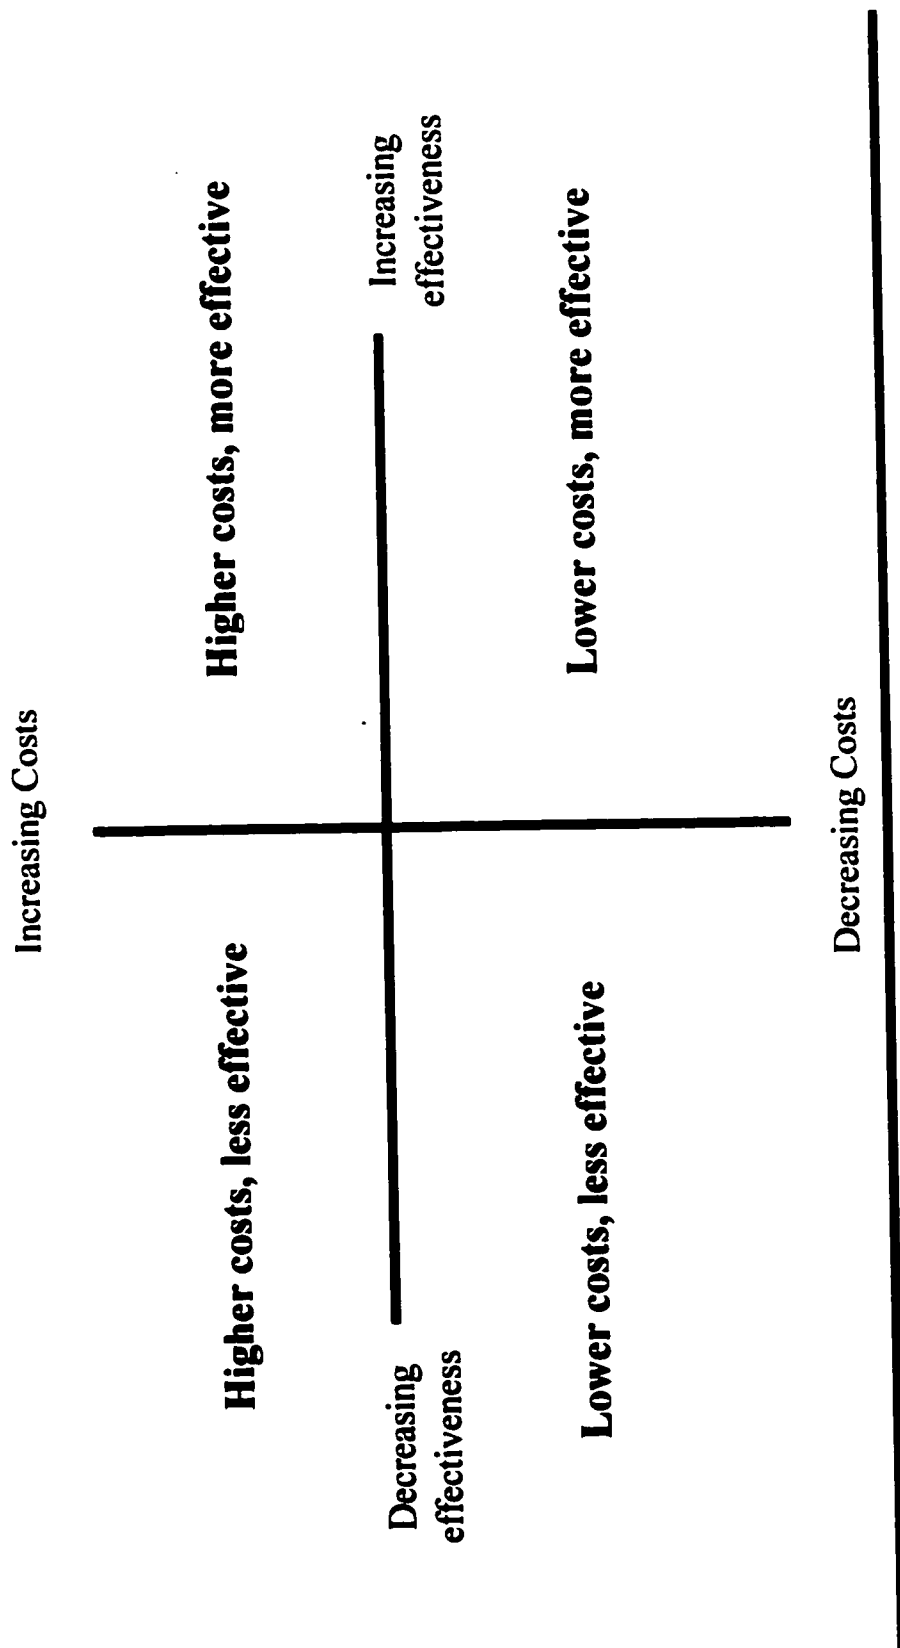 Increasing Costs
Higher costs, less effective
Higher costs, more effective
Decreasing
effectiveness
Increasing
effectiveness
Lower costs, less effective
Lower costs, more effective
Decreasing Costs